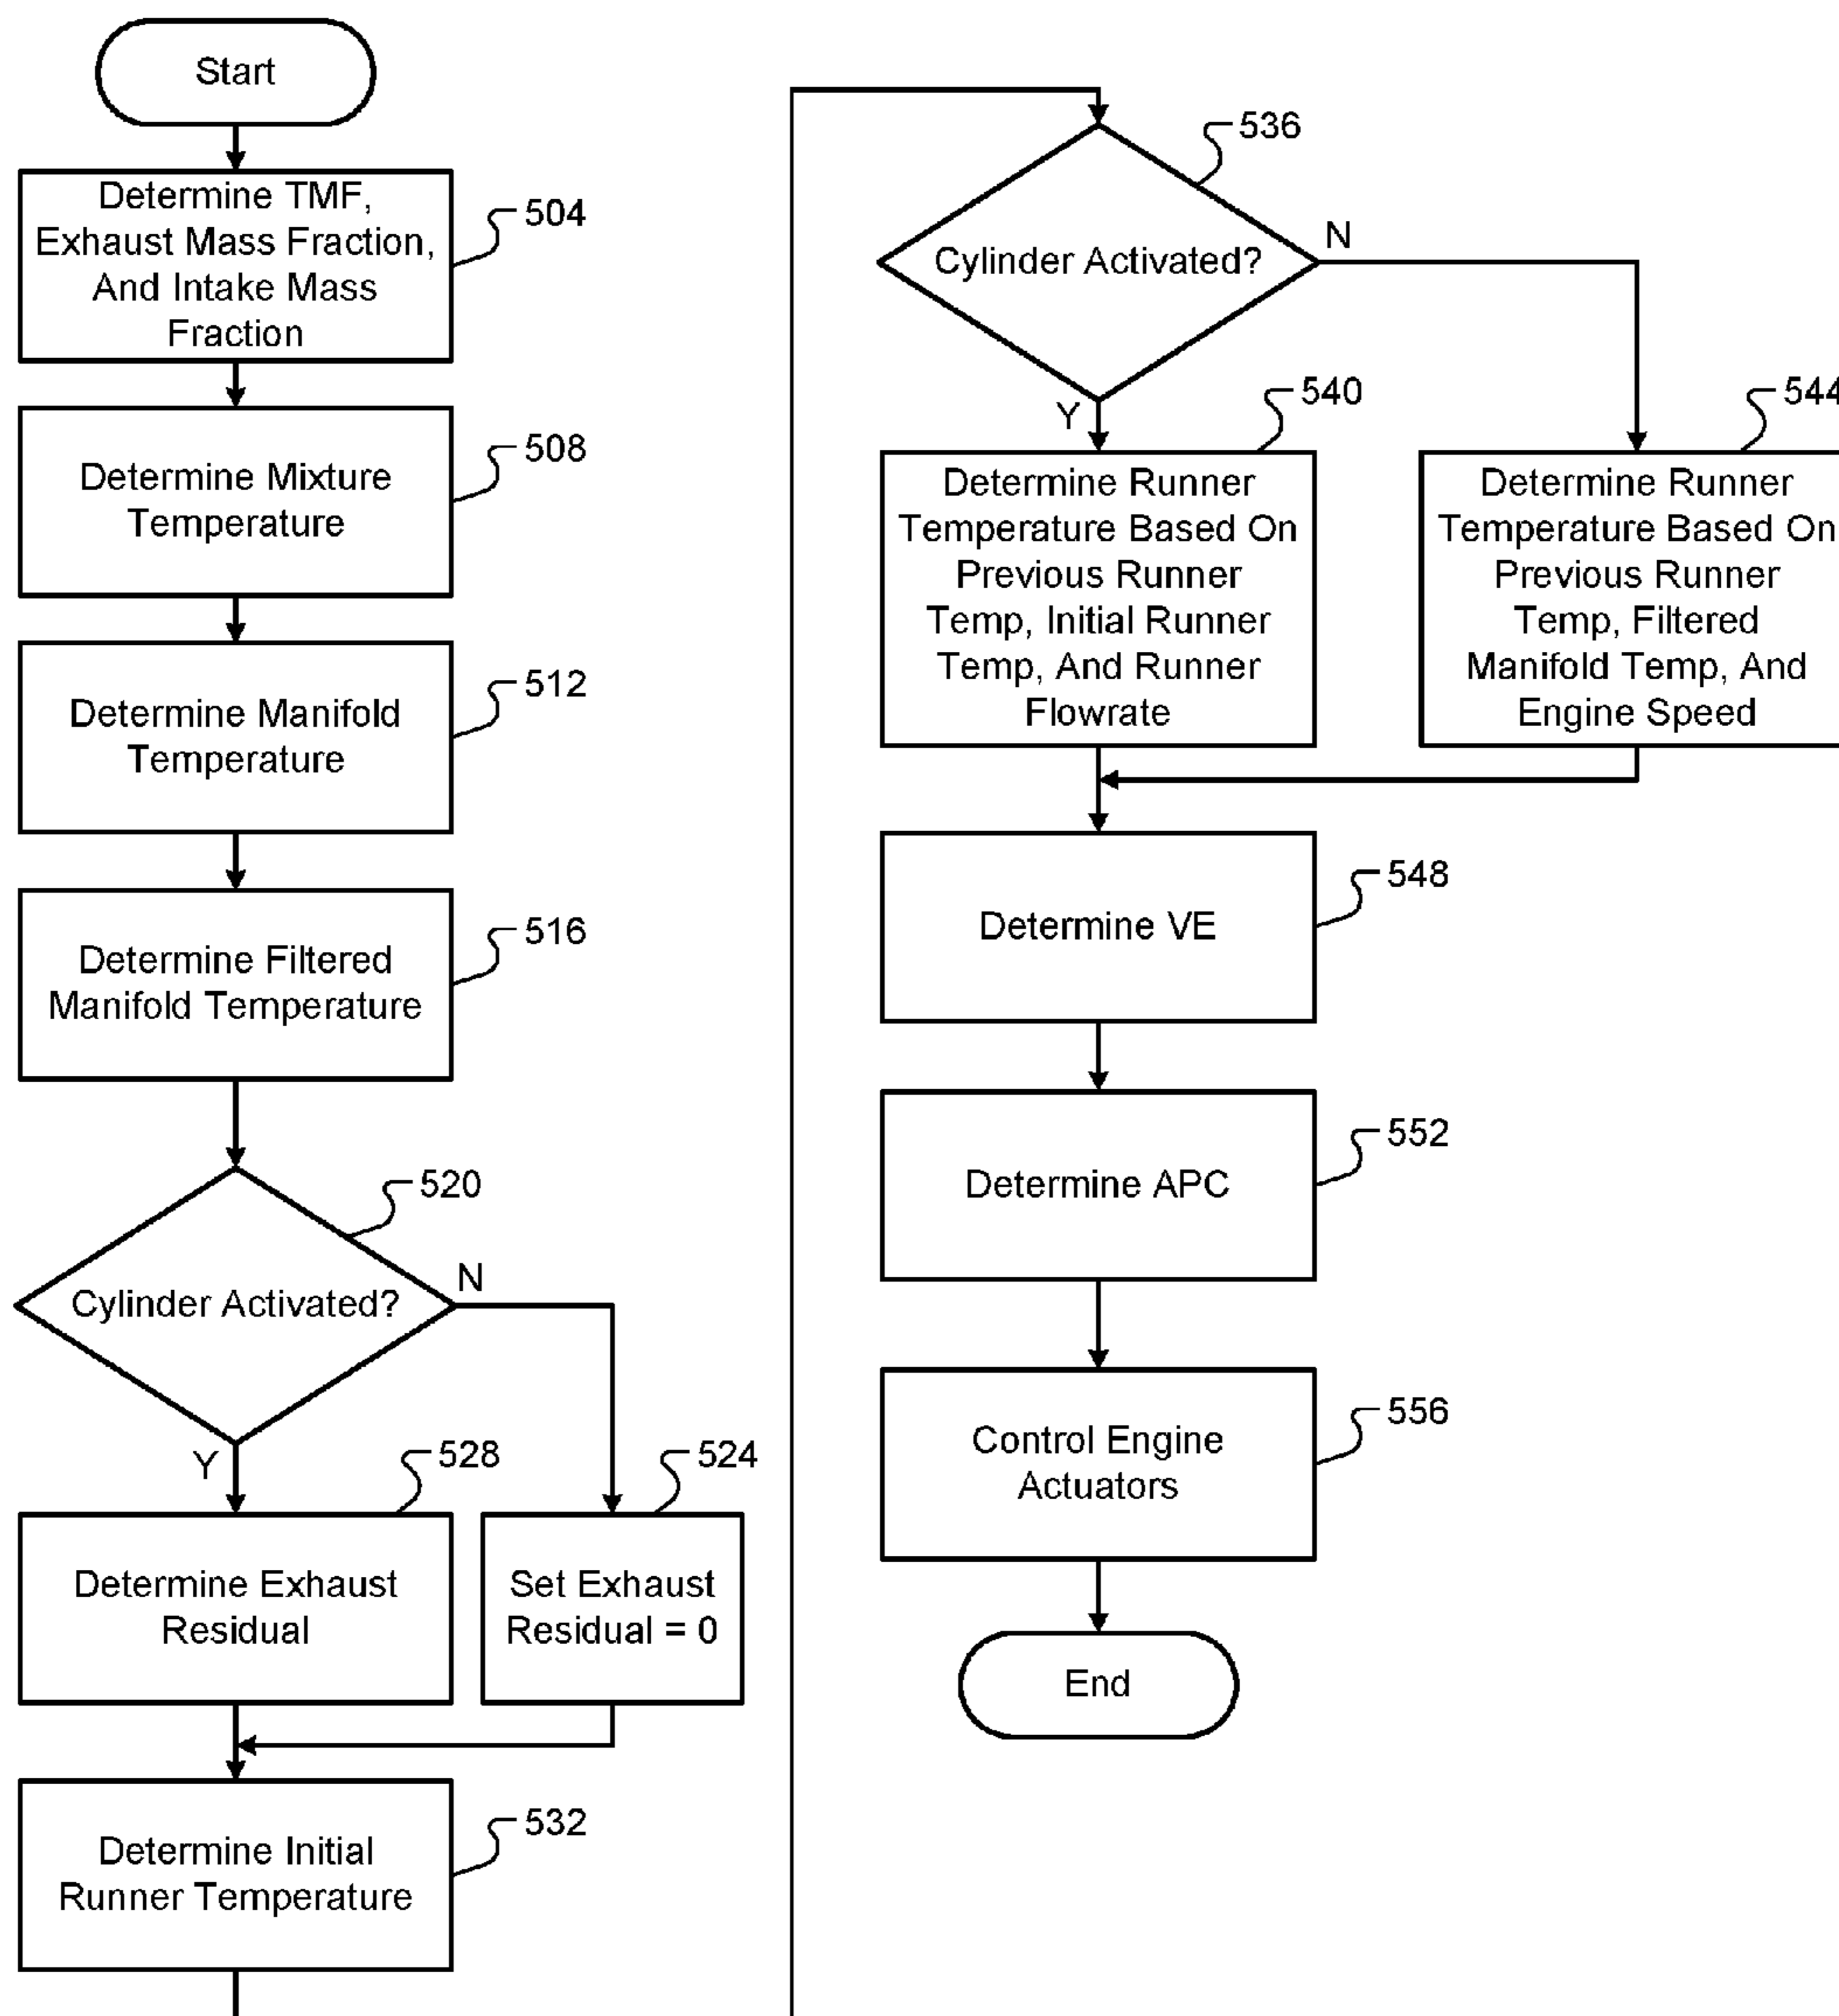 Start
Determine TMF,
Exhaust Mass Fraction,
And Intake Mass
Fraction
504
Determine Mixture
Temperature
508
Determine Manifold
Temperature
512
Determine Filtered
Manifold Temperature
516
520
Cylinder Activated?
N
Y
528
524
Determine Exhaust
Residual
Set Exhaust
Residual = 0
Determine Initial
Runner Temperature
532
536
Cylinder Activated?
N
Y
540
544
Determine Runner
Temperature Based On
Previous Runner
Temp, Initial Runner
Temp, And Runner
Flowrate
Determine Runner
Temperature Based On
Previous Runner
Temp, Filtered
Manifold Temp, And
Engine Speed
Determine VE
548
Determine APC
552
Control Engine
Actuators
556
End